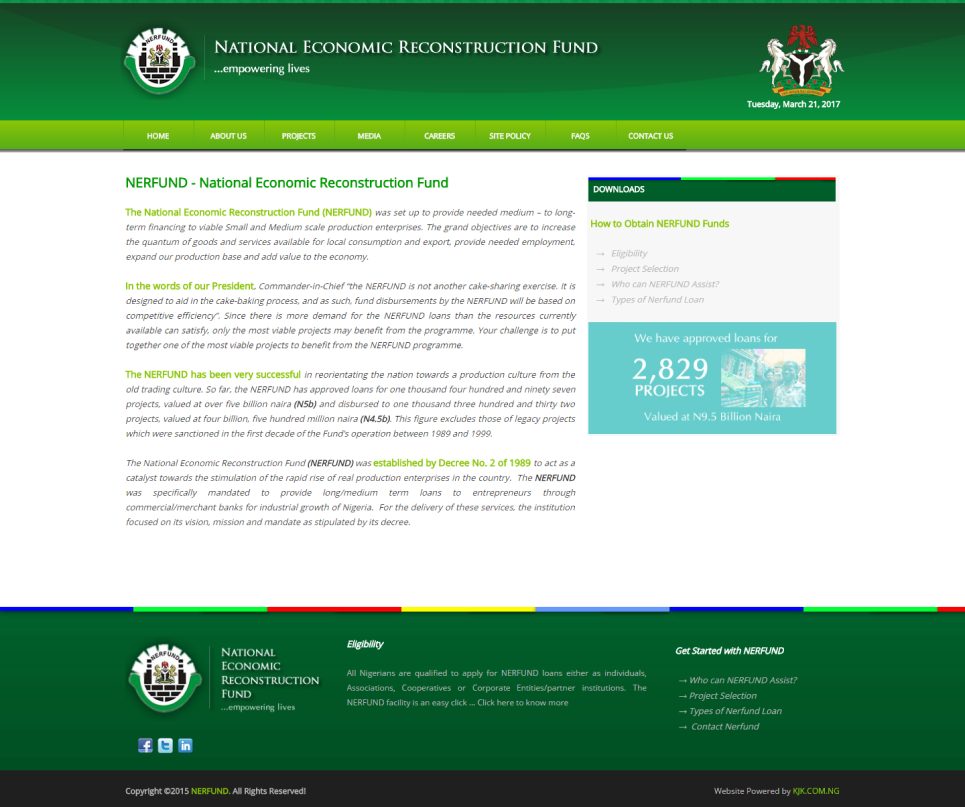 NERFUND
NATIONAL ECONOMIC RECONSTRUCTION FUND
...empowering lives
Tuesday, March 21, 2017
HOME ABOUT US PROJECTS MEDIA CAREERS SITE POLICY FAQS CONTACT US
NERFUND - National Economic Reconstruction Fund
The National Economic Reconstruction Fund (NERFUND) was set up to provide needed medium – to long-
term financing to viable Small and Medium scale production enterprises. The grand objectives are to increase
the quantum of goods and services available for local consumption and export, provide needed employment,
expand our production base and add value to the economy.
In the words of our President, Commander-in-Chief "the NERFUND is not another cake-sharing exercise. It is
designed to aid in the cake-baking process, and as such, fund disbursements by the NERFUND will be based on
competitive efficiency". Since there is more demand for the NERFUND loans than the resources currently
available can satisfy, only the most viable projects may benefit from the programme. Your challenge is to put
together one of the most viable projects to benefit from the NERFUND programme.
The NERFUND has been very successful in reorientating the nation towards a production culture from the
old trading culture. So far, the NERFUND has approved loans for one thousand four hundred and ninety seven
projects, valued at over five billion naira (N5b) and disbursed to one thousand three hundred and thirty two
projects, valued at four billion, five hundred million naira (N4.5b). This figure excludes those of legacy projects
which were sanctioned in the first decade of the Fund's operation between 1989 and 1999.
The National Economic Reconstruction Fund (NERFUND) was established by Decree No. 2 of 1989 to act as a
catalyst towards the stimulation of the rapid rise of real production enterprises in the country. The NERFUND
was specifically mandated to provide long/medium term loans to entrepreneurs through
commercial/merchant banks for industrial growth of Nigeria. For the delivery of these services, the institution
focused on its vision, mission and mandate as stipulated by its decree.
DOWNLOADS
How to Obtain NERFUND Funds
→ Eligibility
→ Project Selection
→ Who can NERFUND Assist?
→ Types of Nerfund Loan
We have approved loans for
2,829
PROJECTS
Valued at N9.5 Billion Naira
NERFUND
NATIONAL
ECONOMIC
RECONSTRUCTION
FUND
...empowering lives
Eligibility
All Nigerians are qualified to apply for NERFUND loans either as individuals,
Associations, Cooperatives or Corporate Entities/partner institutions. The
NERFUND facility is an easy click ... Click here to know more
Get Started with NERFUND
→ Who can NERFUND Assist?
→ Project Selection
→ Types of Nerfund Loan
→ Contact Nerfund
Copyright ©2015 NERFUND. All Rights Reserved!
Website Powered by KJK.COM.NG